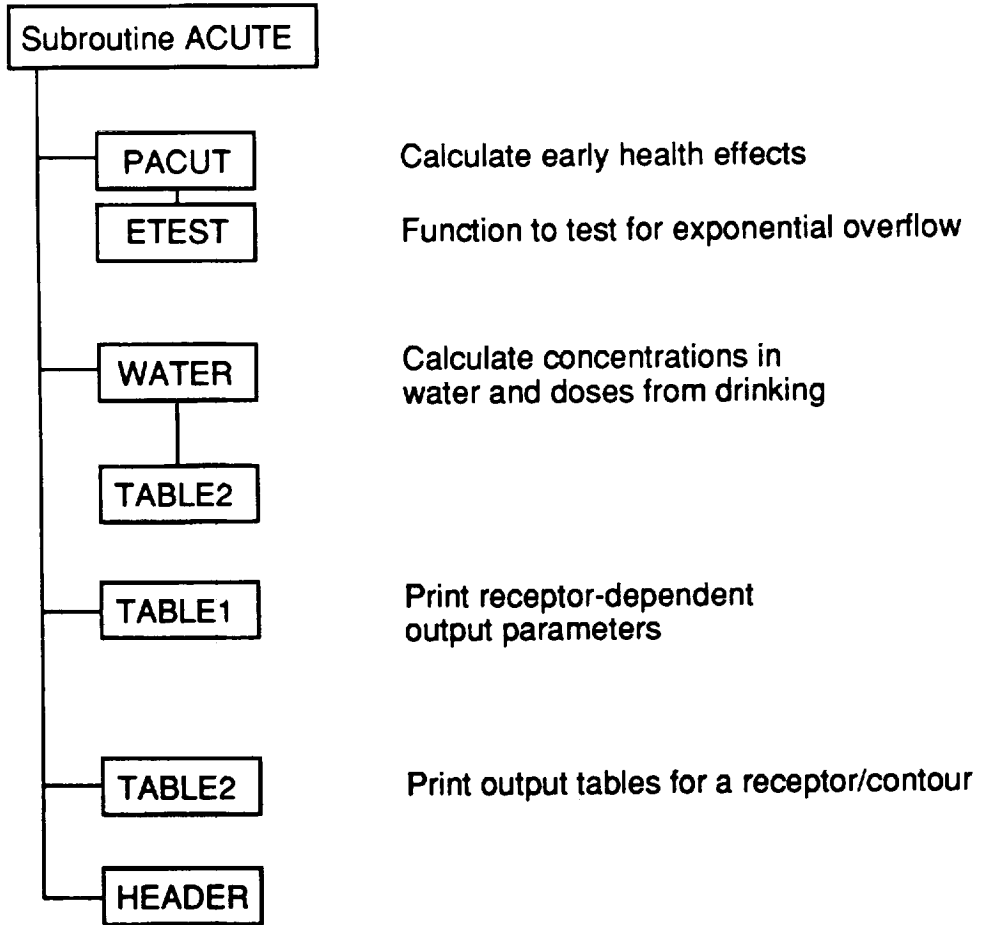 Subroutine ACUTE
PACUT
Calculate early health effects
ETEST
Function to test for exponential overflow
WATER
Calculate concentrations in
water and doses from drinking
TABLE2
TABLE1
Print receptor-dependent
output parameters
TABLE2
Print output tables for a receptor/contour
HEADER